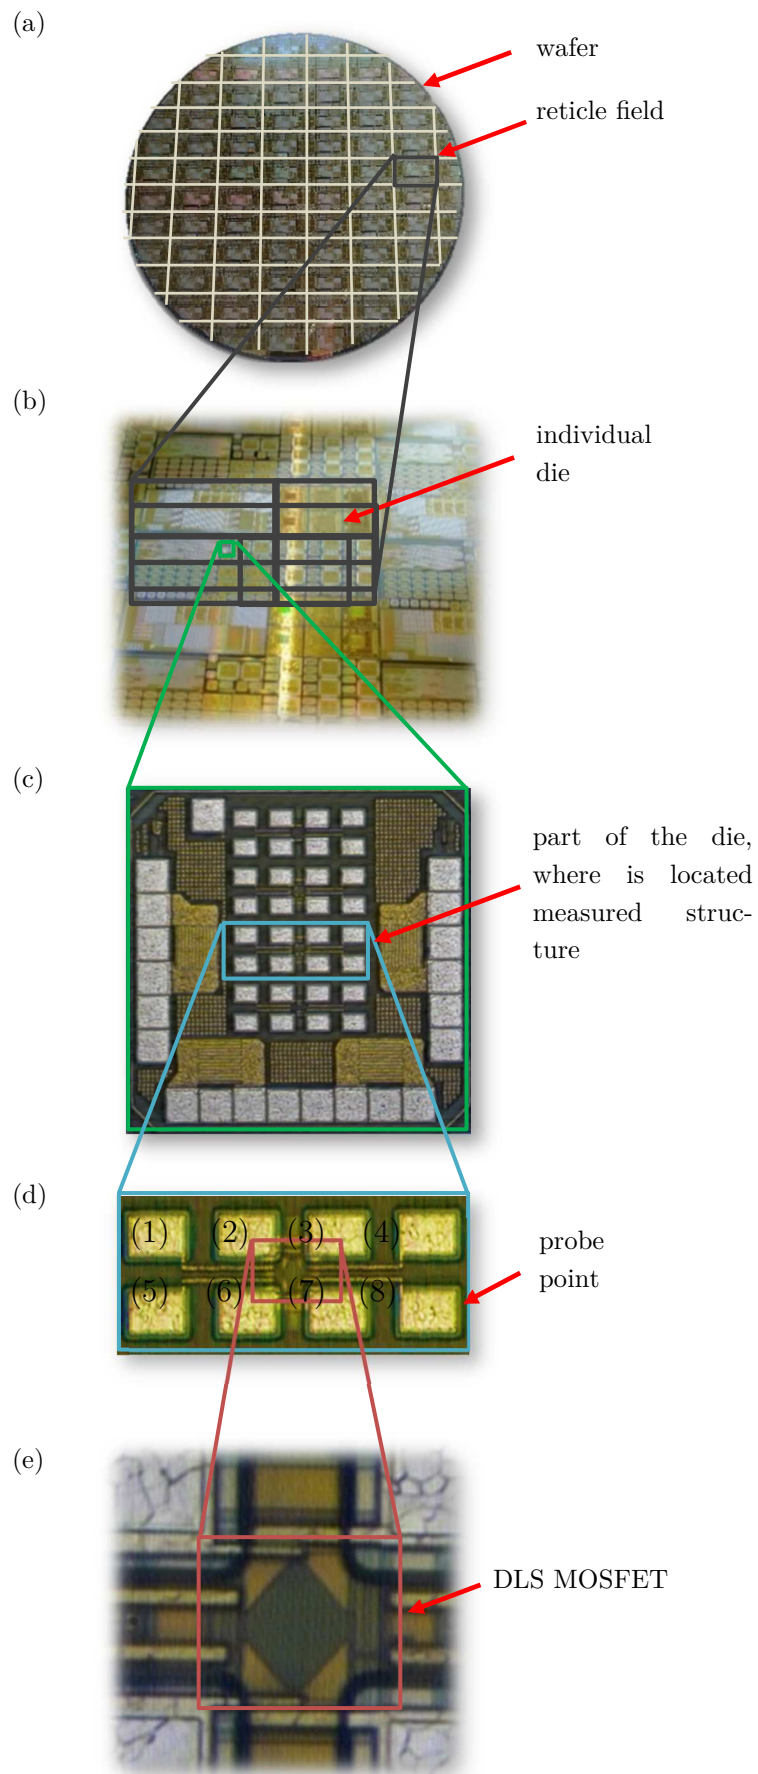 (a)
wafer
reticle field
(b)
individual
die
(c)
part of the die,
where is located
measured struc-
ture
(d)
(1) (2) (3) (4)
(5) (6) (7) (8)
probe
point
(e)
DLS MOSFET